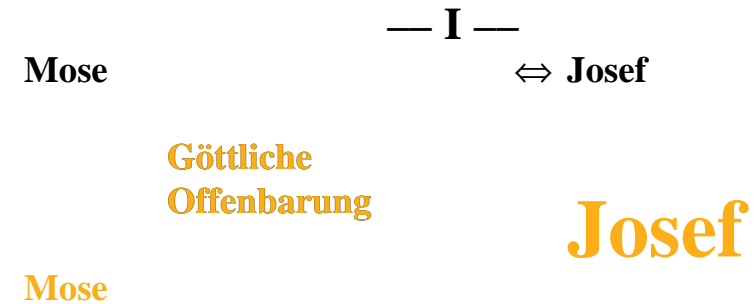 — I —
Mose ⇔ Josef
Göttliche
Offenbarung
Josef
Mose